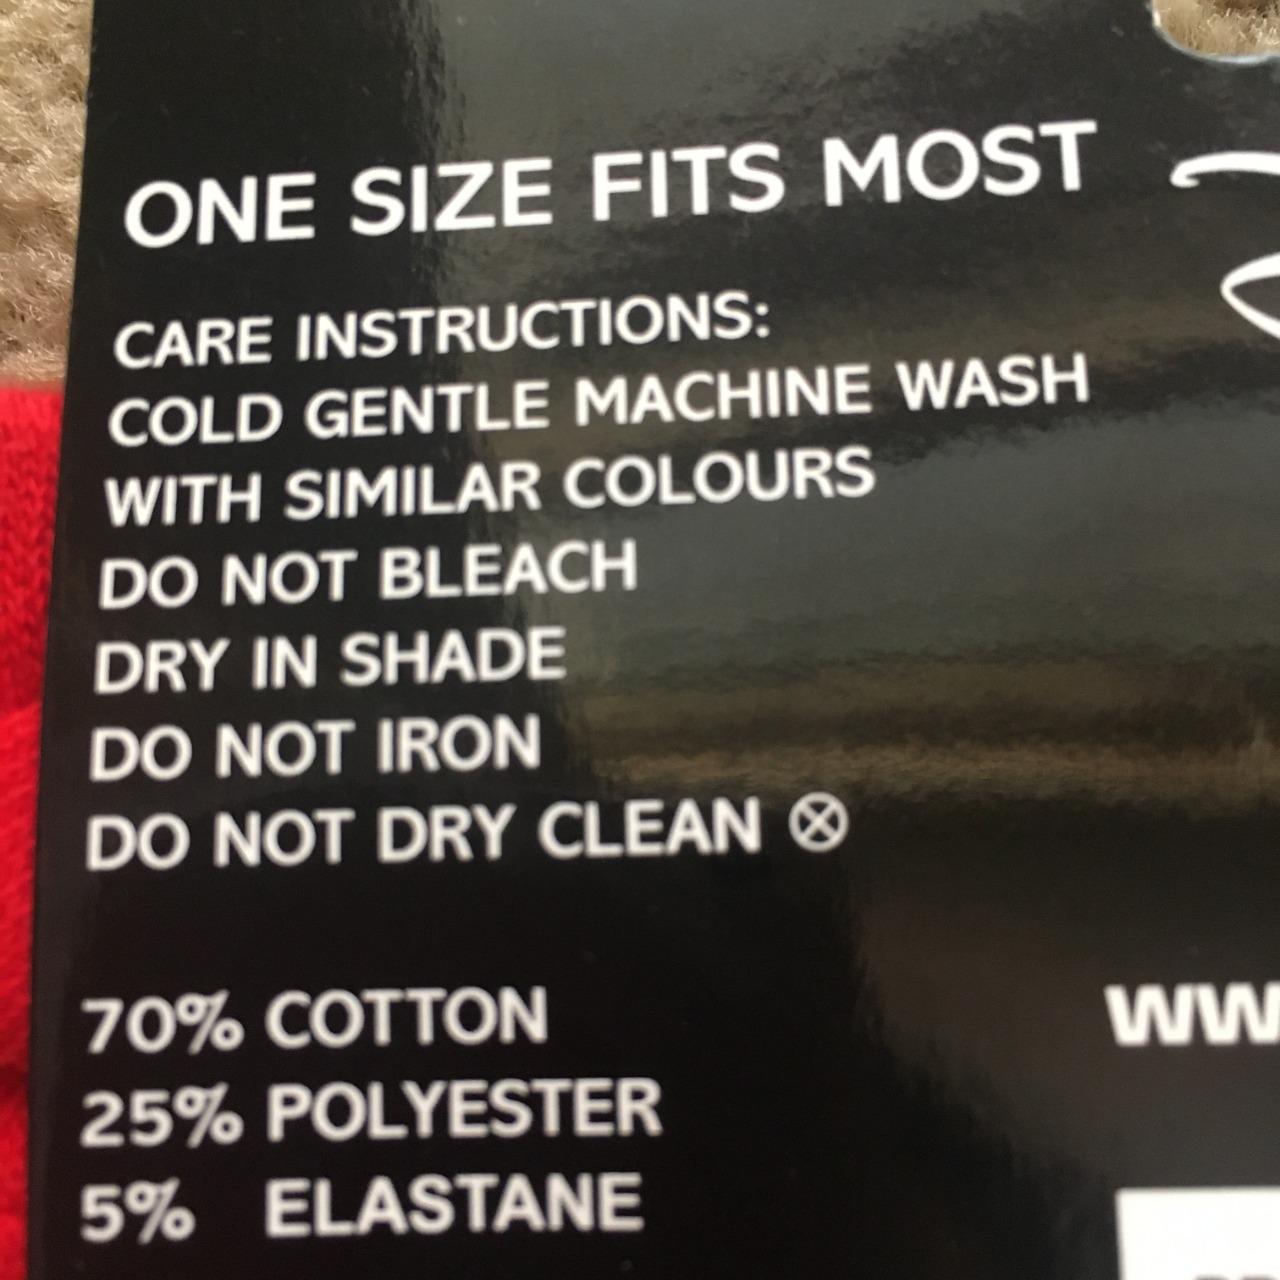 ONE SIZE FITS MOST
CARE INSTRUCTIONS:
COLD GENTLE MACHINE WASH
WITH SIMILAR COLOURS
DO NOT BLEACH
DRY IN SHADE
DO NOT IRON
DO NOT DRY CLEAN ⊗
70% COTTON
25% POLYESTER
5% ELASTANE